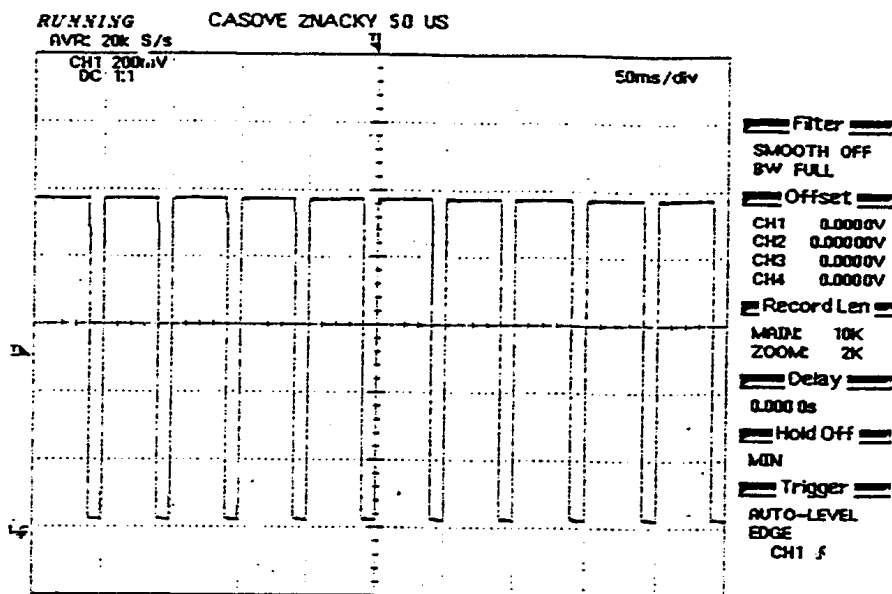 RUNNING CASOVE ZNACKY 50 US
AVR: 20k S/s
CH1 200mV
DC 1:1
50ms/div
Filter
SMOOTH OFF
BW FULL
Offset
CH1 0.0000V
CH2 0.00000V
CH3 0.0000V
CH4 0.0000V
Record Len
MAIN: 10K
ZOOM: 2K
Delay
0.000 0s
Hold Off
MIN
Trigger
AUTO-LEVEL
EDGE
CH1